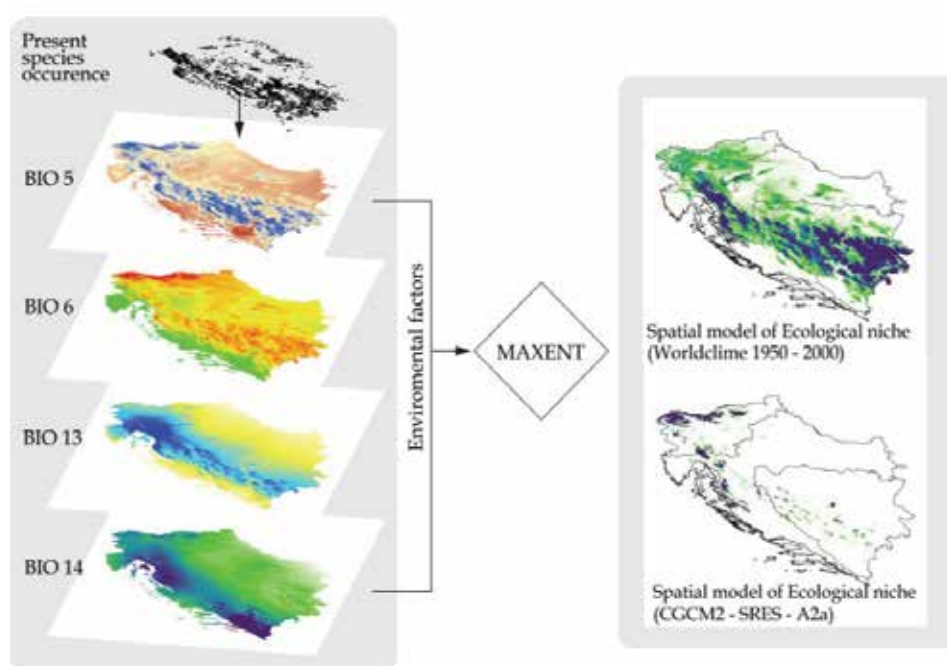 Present
species
occurence
BIO 5
BIO 6
BIO 13
BIO 14
Enviromental factors
MAXENT
Spatial model of Ecological niche
(Worldclime 1950 - 2000)
Spatial model of Ecological niche
(CGCM2 - SRES - A2a)